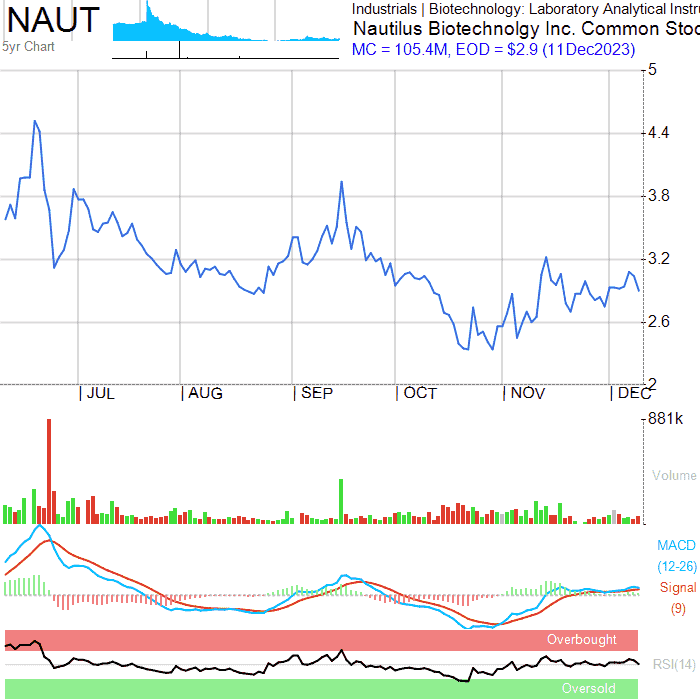 NAUT
5yr Chart
Industrials | Biotechnology: Laboratory Analytical Instru
Nautilus Biotechnolgy Inc. Common Stoc
MC = 105.4M, EOD = $2.9 (11Dec2023)
5
4.4
3.8
3.2
2.6
2
| JUL | AUG | SEP | OCT | NOV | DEC
881k
Volume
MACD
(12-26)
Signal
(9)
Overbought
RSI(14)
Oversold